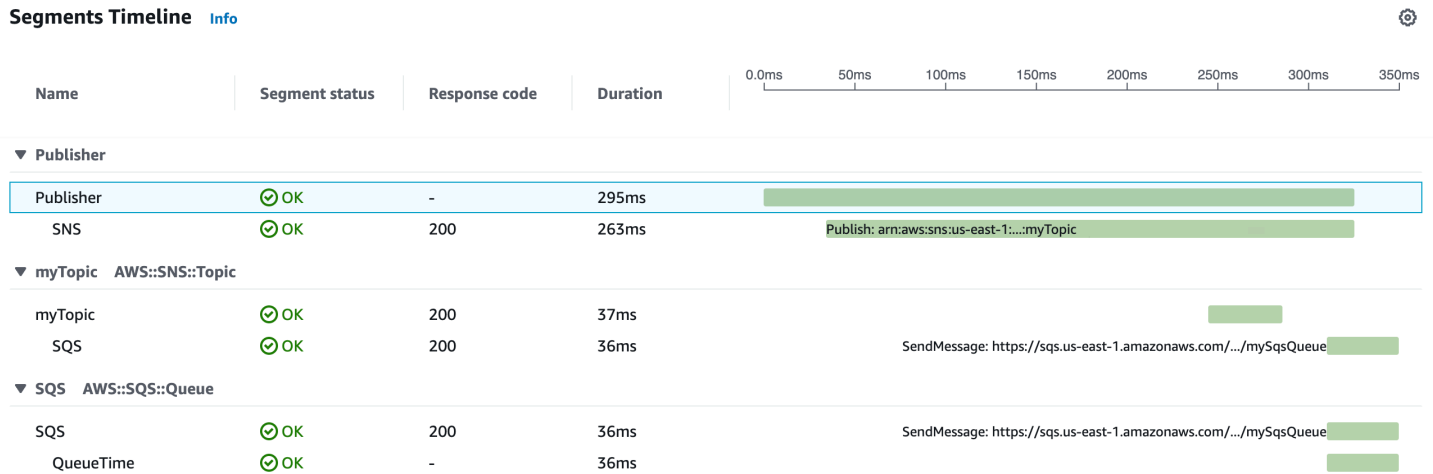 Segments Timeline Info
0.0ms 50ms 100ms 150ms 200ms 250ms 300ms 350ms
Name Segment status Response code Duration
Publisher
Publisher OK - 295ms
SNS OK 200 263ms Publish: arn:aws:sns:us-east-1:...:myTopic
myTopic AWS::SNS::Topic
myTopic OK 200 37ms
SQS OK 200 36ms SendMessage: https://sqs.us-east-1.amazonaws.com/.../mySqsQueue
SQS AWS::SQS::Queue
SQS OK 200 36ms SendMessage: https://sqs.us-east-1.amazonaws.com/.../mySqsQueue
QueueTime OK - 36ms